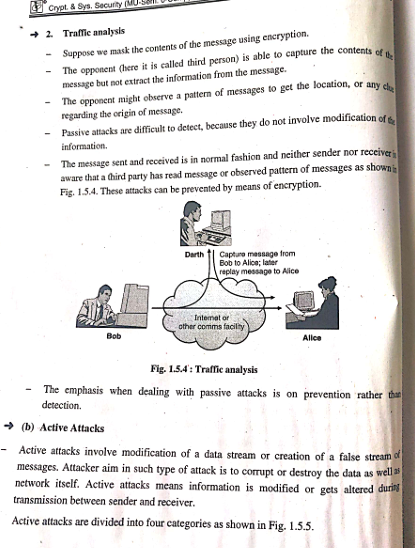 Crypt. & Sys. Security (MU-Sem.
→ 2. Traffic analysis
– Suppose we mask the contents of the message using encryption.
– The opponent (here it is called third person) is able to capture the contents of the
message but not extract the information from the message.
– The opponent might observe a pattern of messages to get the location, or any clue
regarding the origin of message.
– Passive attacks are difficult to detect, because they do not involve modification of the
information.
– The message sent and received is in normal fashion and neither sender nor receiver is
aware that a third party has read message or observed pattern of messages as shown in
Fig. 1.5.4. These attacks can be prevented by means of encryption.
Darth
Capture message from
Bob to Alice; later
replay message to Alice
Internet or
other comms facility
Bob
Alice
Fig. 1.5.4 : Traffic analysis
– The emphasis when dealing with passive attacks is on prevention rather than
detection.
→ (b) Active Attacks
– Active attacks involve modification of a data stream or creation of a false stream of
messages. Attacker aim in such type of attack is to corrupt or destroy the data as well as
network itself. Active attacks means information is modified or gets altered during
transmission between sender and receiver.
Active attacks are divided into four categories as shown in Fig. 1.5.5.